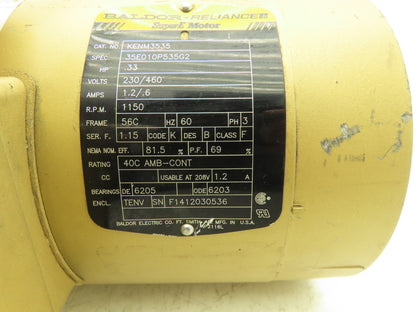 BALDOR·RELIANCE
Super-E Motor
CAT. NO. KENM3535
SPEC. 35E010P535G2
HP .33
VOLTS 230/460
AMPS 1.2/.6
R.P.M. 1150
FRAME 56C HZ 60 PH 3
SER. F. 1.15 CODE K DES B CLASS F
NEMA NOM. EFF. 81.5 % P.F. 69 %
RATING 40C AMB-CONT
CC USABLE AT 208V 1.2 A
BEARINGS DE 6205 ODE 6203
ENCL. TENV SN F1412030536
BALDOR ELECTRIC CO. FT. SMITH, AR MFG. IN U.S.A.